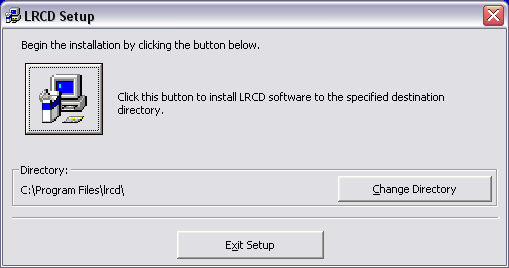 LRCD Setup
Begin the installation by clicking the button below.
Click this button to install LRCD software to the specified destination
directory.
Directory:
C:\Program Files\lrcd\
Change Directory
Exit Setup